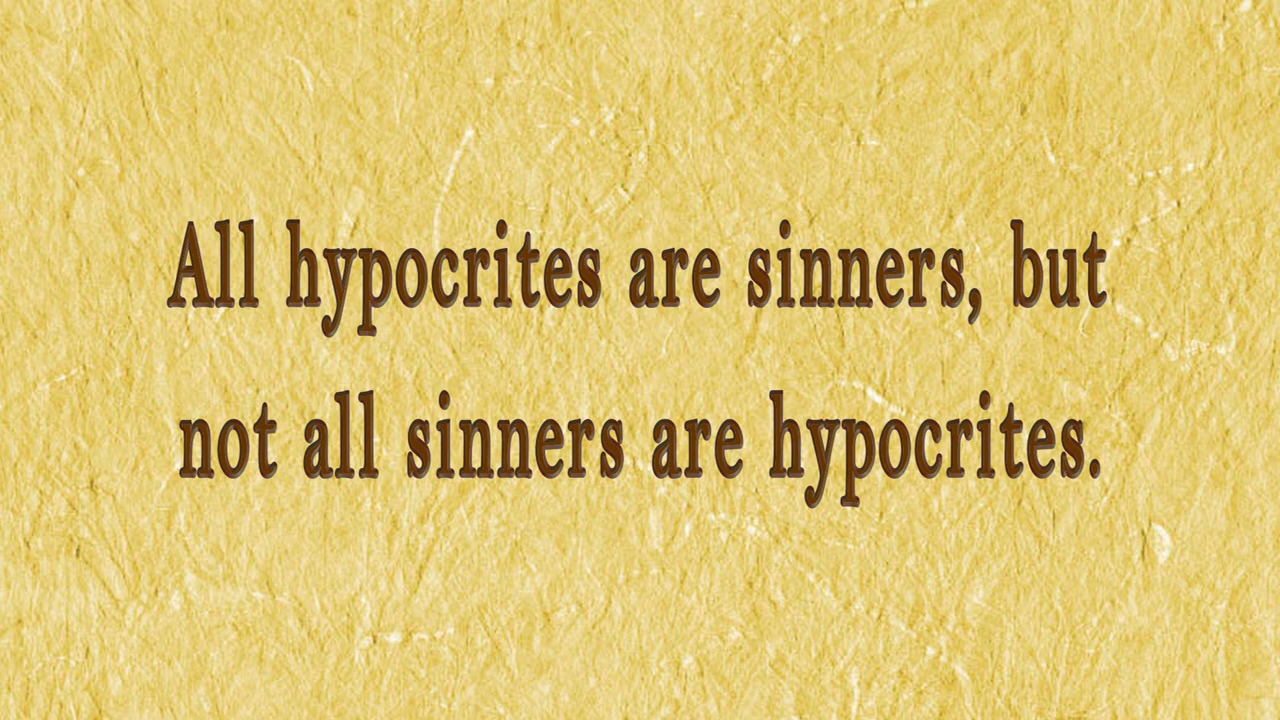 All hypocrites are sinners, but
not all sinners are hypocrites.